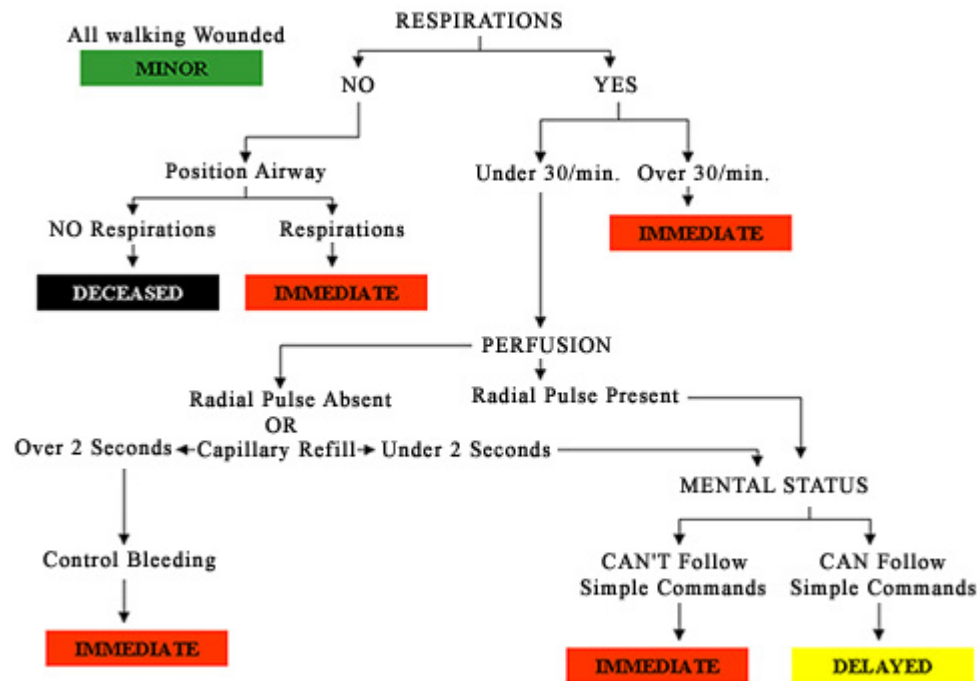 RESPIRATIONS
All walking Wounded
MINOR
NO
YES
Position Airway
Under 30/min.
Over 30/min.
NO Respirations
Respirations
IMMEDIATE
DECEASED
IMMEDIATE
PERFUSION
Radial Pulse Absent
OR
Radial Pulse Present
Over 2 Seconds
Capillary Refill
Under 2 Seconds
MENTAL STATUS
Control Bleeding
CAN'T Follow
Simple Commands
CAN Follow
Simple Commands
IMMEDIATE
IMMEDIATE
DELAYED